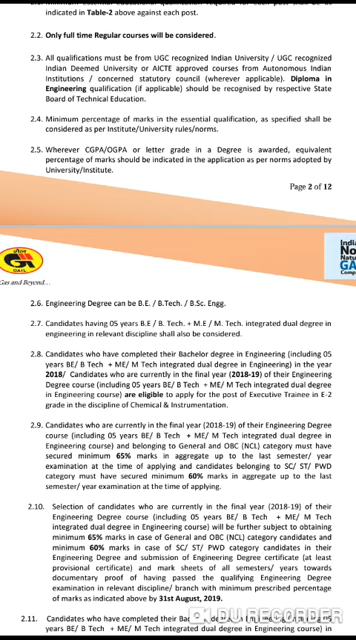 indicated in Table-2 above against each post.
2.2. Only full time Regular courses will be considered.
2.3. All qualifications must be from UGC recognized Indian University / UGC recognized
Indian Deemed University or AICTE approved courses from Autonomous Indian
Institutions / concerned statutory council (wherever applicable). Diploma in
Engineering qualification (if applicable) should be recognised by respective State
Board of Technical Education.
2.4. Minimum percentage of marks in the essential qualification, as specified shall be
considered as per Institute/University rules/norms.
2.5. Wherever CGPA/OGPA or letter grade in a Degree is awarded, equivalent
percentage of marks should be indicated in the application as per norms adopted by
University/Institute.
Page 2 of 12
गेल
GAIL
Gas and Beyond...
India
No
Natu
GA
Comp
2.6. Engineering Degree can be B.E. / B.Tech. / B.Sc. Engg.
2.7. Candidates having 05 years B.E / B. Tech. + M.E / M. Tech. integrated dual degree in
engineering in relevant discipline shall also be considered.
2.8. Candidates who have completed their Bachelor degree in Engineering (including 05
years BE/ B Tech + ME/ M Tech integrated dual degree in Engineering) in the year
2018/ Candidates who are currently in the final year (2018-19) of their Engineering
Degree course (including 05 years BE/ B Tech + ME/ M Tech integrated dual degree
in Engineering course) are eligible to apply for the post of Executive Trainee in E-2
grade in the discipline of Chemical & Instrumentation.
2.9. Candidates who are currently in the final year (2018-19) of their Engineering Degree
course (including 05 years BE/ B Tech + ME/ M Tech integrated dual degree in
Engineering course) and belonging to General and OBC (NCL) category must have
secured minimum 65% marks in aggregate up to the last semester/ year
examination at the time of applying and candidates belonging to SC/ ST/ PWD
category must have secured minimum 60% marks in aggregate up to the last
semester/ year examination at the time of applying.
2.10. Selection of candidates who are currently in the final year (2018-19) of their
Engineering Degree course (including 05 years BE/ B Tech + ME/ M Tech
integrated dual degree in Engineering course) will be further subject to obtaining
minimum 65% marks in case of General and OBC (NCL) category candidates and
minimum 60% marks in case of SC/ ST/ PWD category candidates in their
Engineering Degree and submission of Engineering Degree certificate (at least
provisional certificate) and mark sheets of all semesters/ years towards
documentary proof of having passed the qualifying Engineering Degree
examination in relevant discipline/ branch with minimum prescribed percentage
of marks as indicated above by 31st August, 2019.
DU RECORDER
2.11. Candidates who have completed their degree in Engineering (including 05
years BE/ B Tech + ME/ M Tech integrated dual degree in Engineering course) in